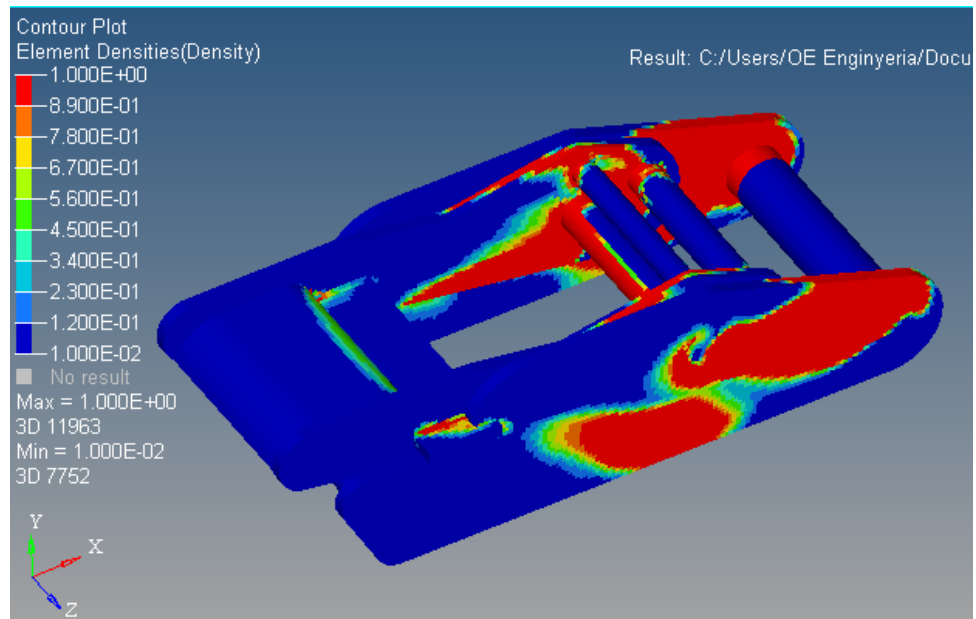 Contour Plot
Element Densities(Density)
Result: C:/Users/OE Enginyeria/Docu
1.000E+00
8.900E-01
7.800E-01
6.700E-01
5.600E-01
4.500E-01
3.400E-01
2.300E-01
1.200E-01
1.000E-02
No result
Max = 1.000E+00
3D 11963
Min = 1.000E-02
3D 7752
Y
X
Z